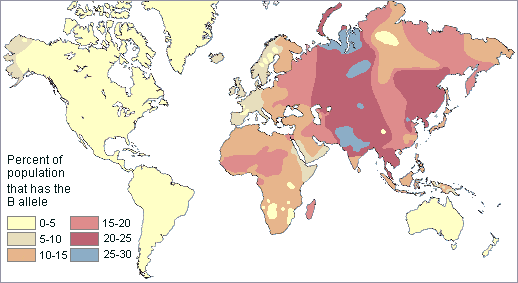 Percent of
population
that has the
B allele
0-5
15-20
5-10
20-25
10-15
25-30